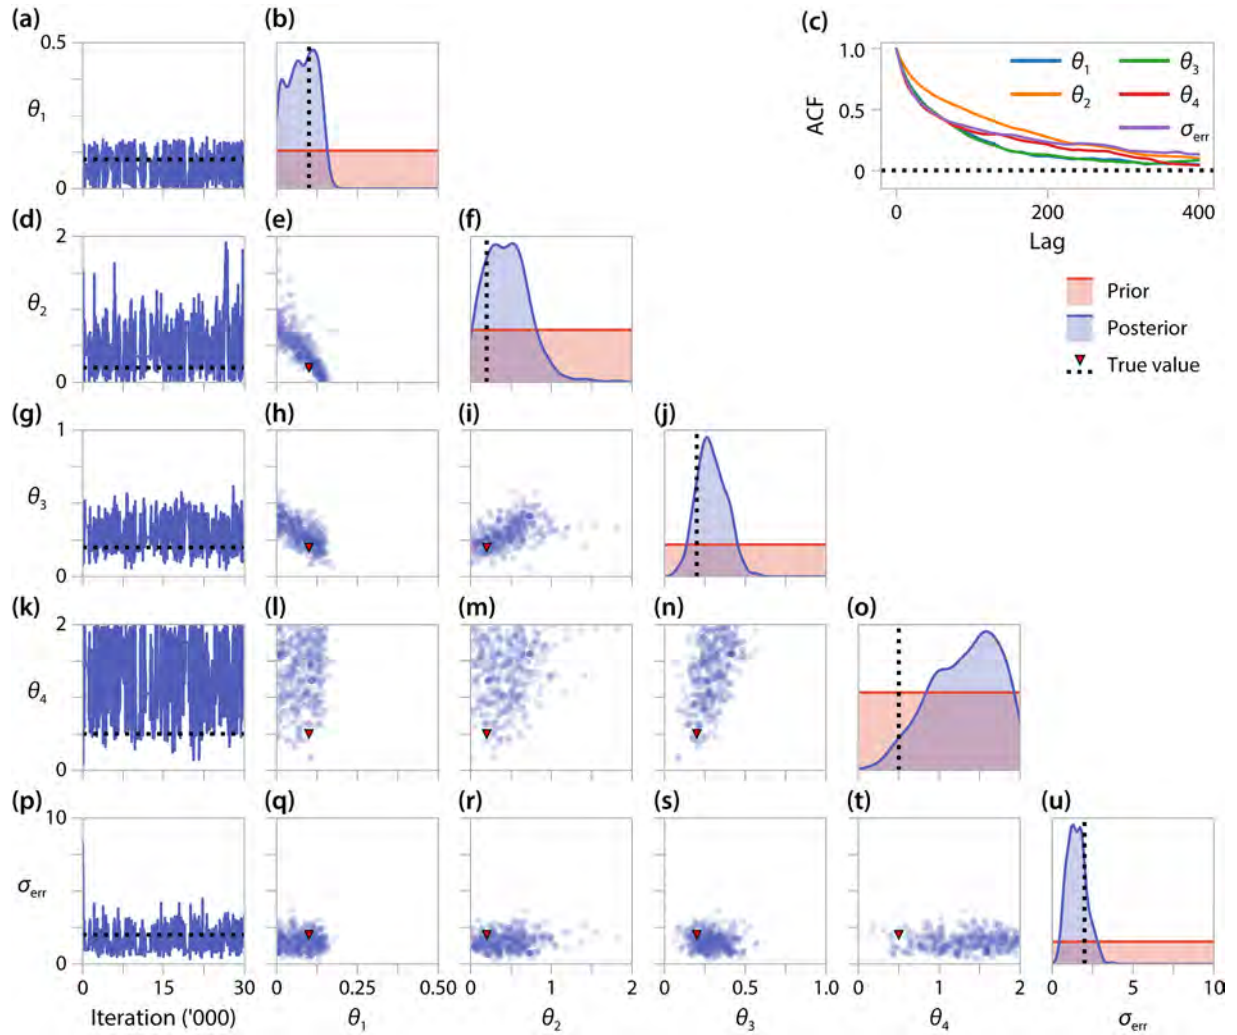 (a) (b) (c)
0.5
θ1
0
1.0
ACF
0.5
0
θ1 θ3
θ2 θ4
σerr
0 200 400
Lag
(d) (e) (f)
2
θ2
0
Prior
Posterior
True value
(g) (h) (i) (j)
1
θ3
0
(k) (l) (m) (n) (o)
2
θ4
0
(p) (q) (r) (s) (t) (u)
10
5
σerr
0
0 15 30 0 0.25 0.50 0 1 2 0 0.5 1.0 0 1 2 0 5 10
Iteration ('000) θ1 θ2 θ3 θ4 σerr